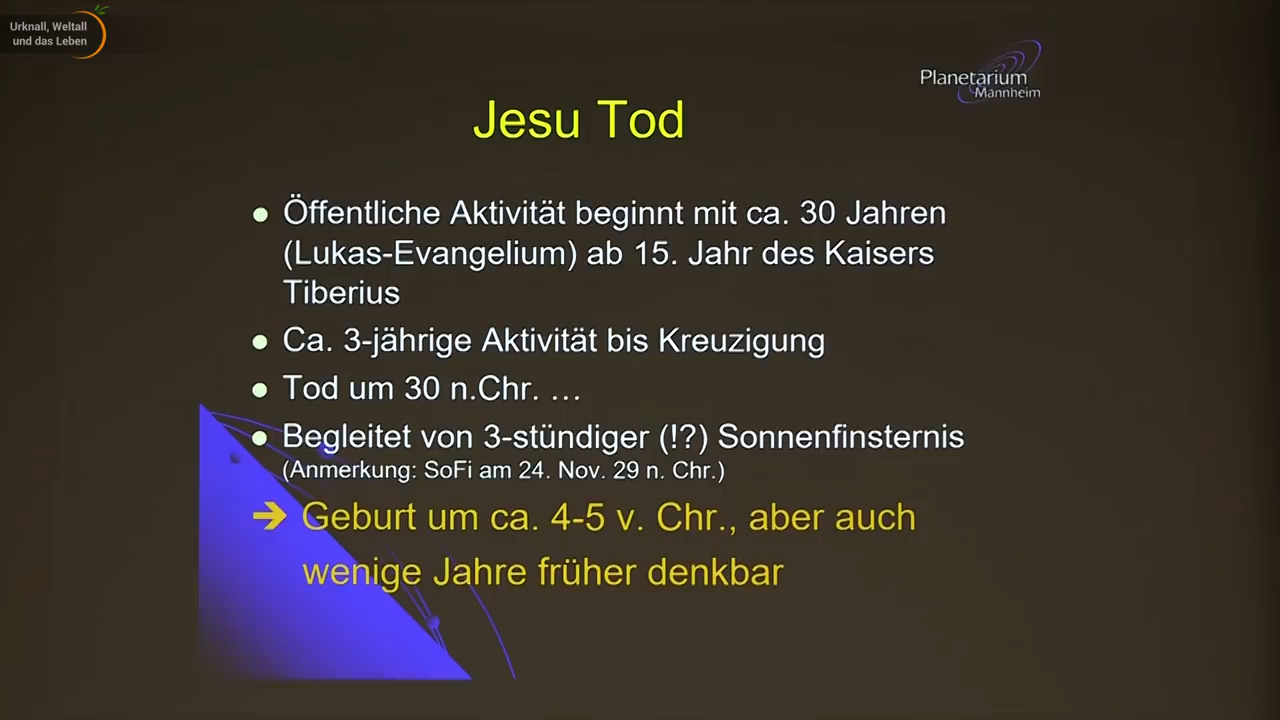 Urknall, Weltall
und das Leben
Planetarium
Mannheim
Jesu Tod
● Öffentliche Aktivität beginnt mit ca. 30 Jahren
(Lukas-Evangelium) ab 15. Jahr des Kaisers
Tiberius
● Ca. 3-jährige Aktivität bis Kreuzigung
● Tod um 30 n.Chr. …
● Begleitet von 3-stündiger (!?) Sonnenfinsternis
(Anmerkung: SoFi am 24. Nov. 29 n. Chr.)
➔ Geburt um ca. 4-5 v. Chr., aber auch
wenige Jahre früher denkbar